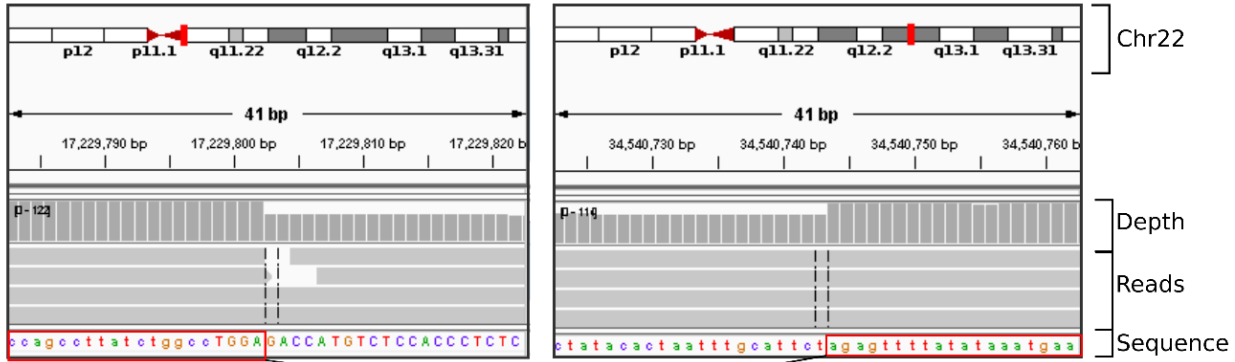 p12 p11.1 q11.22 q12.2 q13.1 q13.31
41 bp
17,229,790 bp 17,229,800 bp 17,229,810 bp 17,229,820 b
[0 - 122]
ccagccttatctggccTGGAGACCATGTCTCCACCCTCTC
p12 p11.1 q11.22 q12.2 q13.1 q13.31
41 bp
34,540,730 bp 34,540,740 bp 34,540,750 bp 34,540,760 b
ctatacactaatttgcattctagagttttatataaatgaa
Chr22
Depth
Reads
Sequence